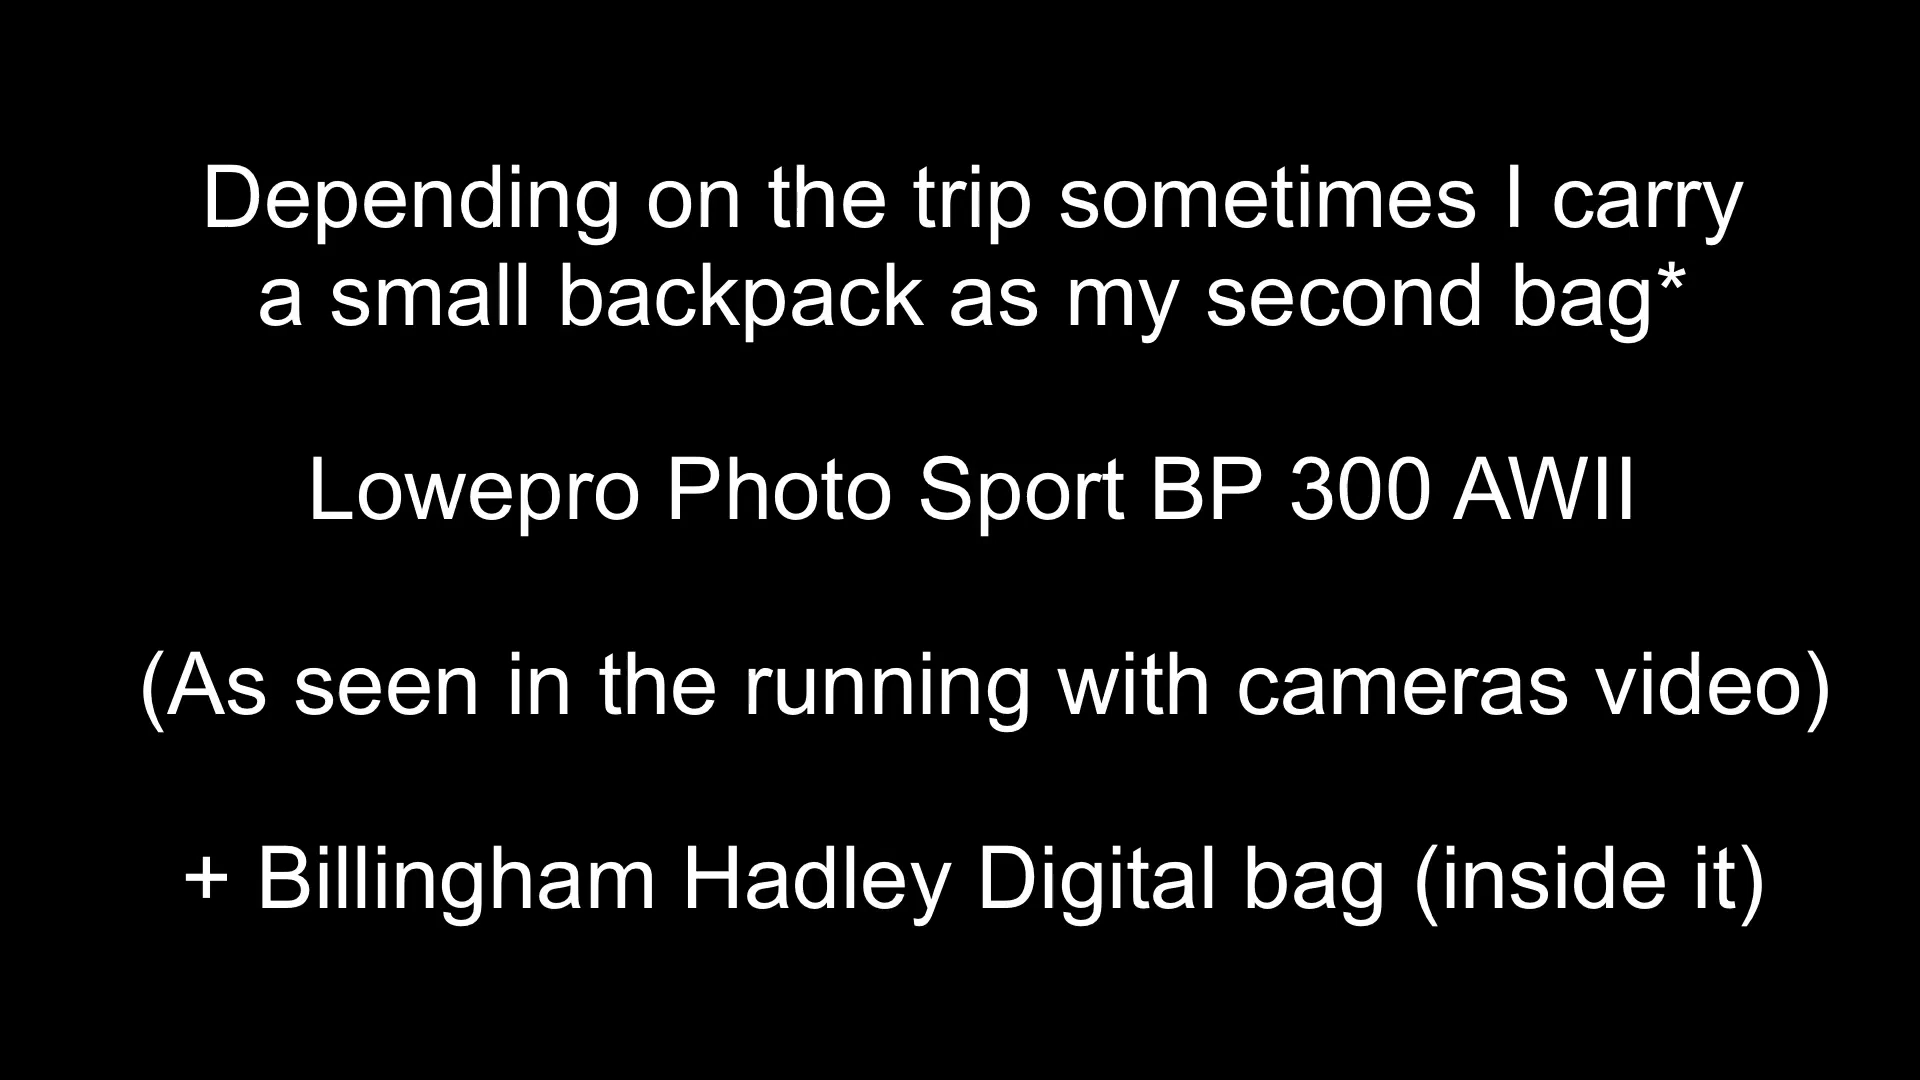 Depending on the trip sometimes I carry
a small backpack as my second bag*
Lowepro Photo Sport BP 300 AWII
(As seen in the running with cameras video)
+ Billingham Hadley Digital bag (inside it)